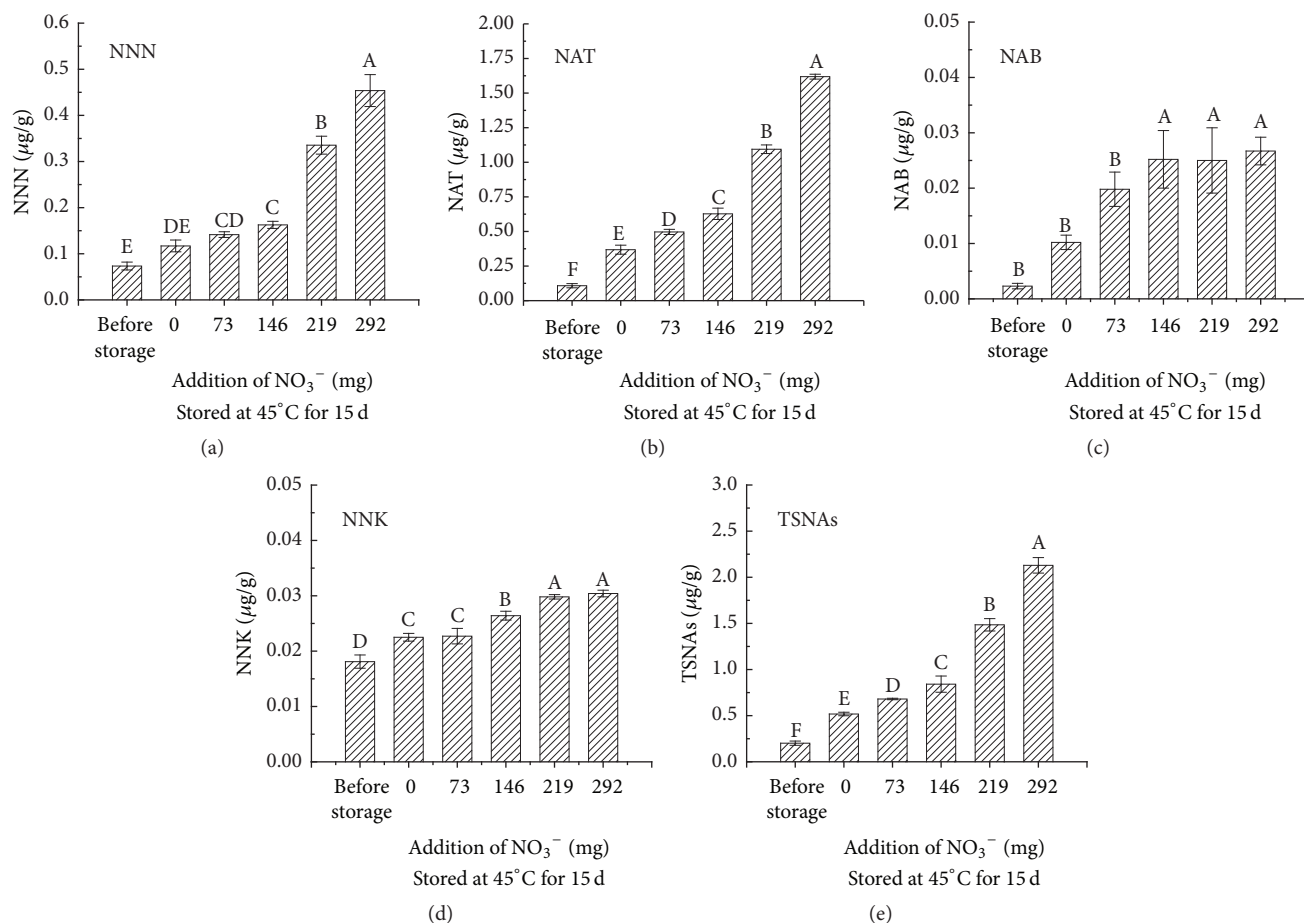 0.6
0.5
0.4
0.3
0.2
0.1
0.0
NNN (μg/g)
NNN
E
DE
CD
C
B
A
Before storage
0
73
146
219
292
Addition of NO₃⁻ (mg)
Stored at 45°C for 15 d
(a)
2.00
1.75
1.50
1.25
1.00
0.75
0.50
0.25
0.00
NAT (μg/g)
NAT
F
E
D
C
B
A
Before storage
0
73
146
219
292
Addition of NO₃⁻ (mg)
Stored at 45°C for 15 d
(b)
0.05
0.04
0.03
0.02
0.01
0.00
NAB (μg/g)
NAB
B
B
B
A
A
A
Before storage
0
73
146
219
292
Addition of NO₃⁻ (mg)
Stored at 45°C for 15 d
(c)
0.05
0.04
0.03
0.02
0.01
0.00
NNK (μg/g)
NNK
D
C
C
B
A
A
Before storage
0
73
146
219
292
Addition of NO₃⁻ (mg)
Stored at 45°C for 15 d
(d)
3.0
2.5
2.0
1.5
1.0
0.5
0.0
TSNAs (μg/g)
TSNAs
F
E
D
C
B
A
Before storage
0
73
146
219
292
Addition of NO₃⁻ (mg)
Stored at 45°C for 15 d
(e)